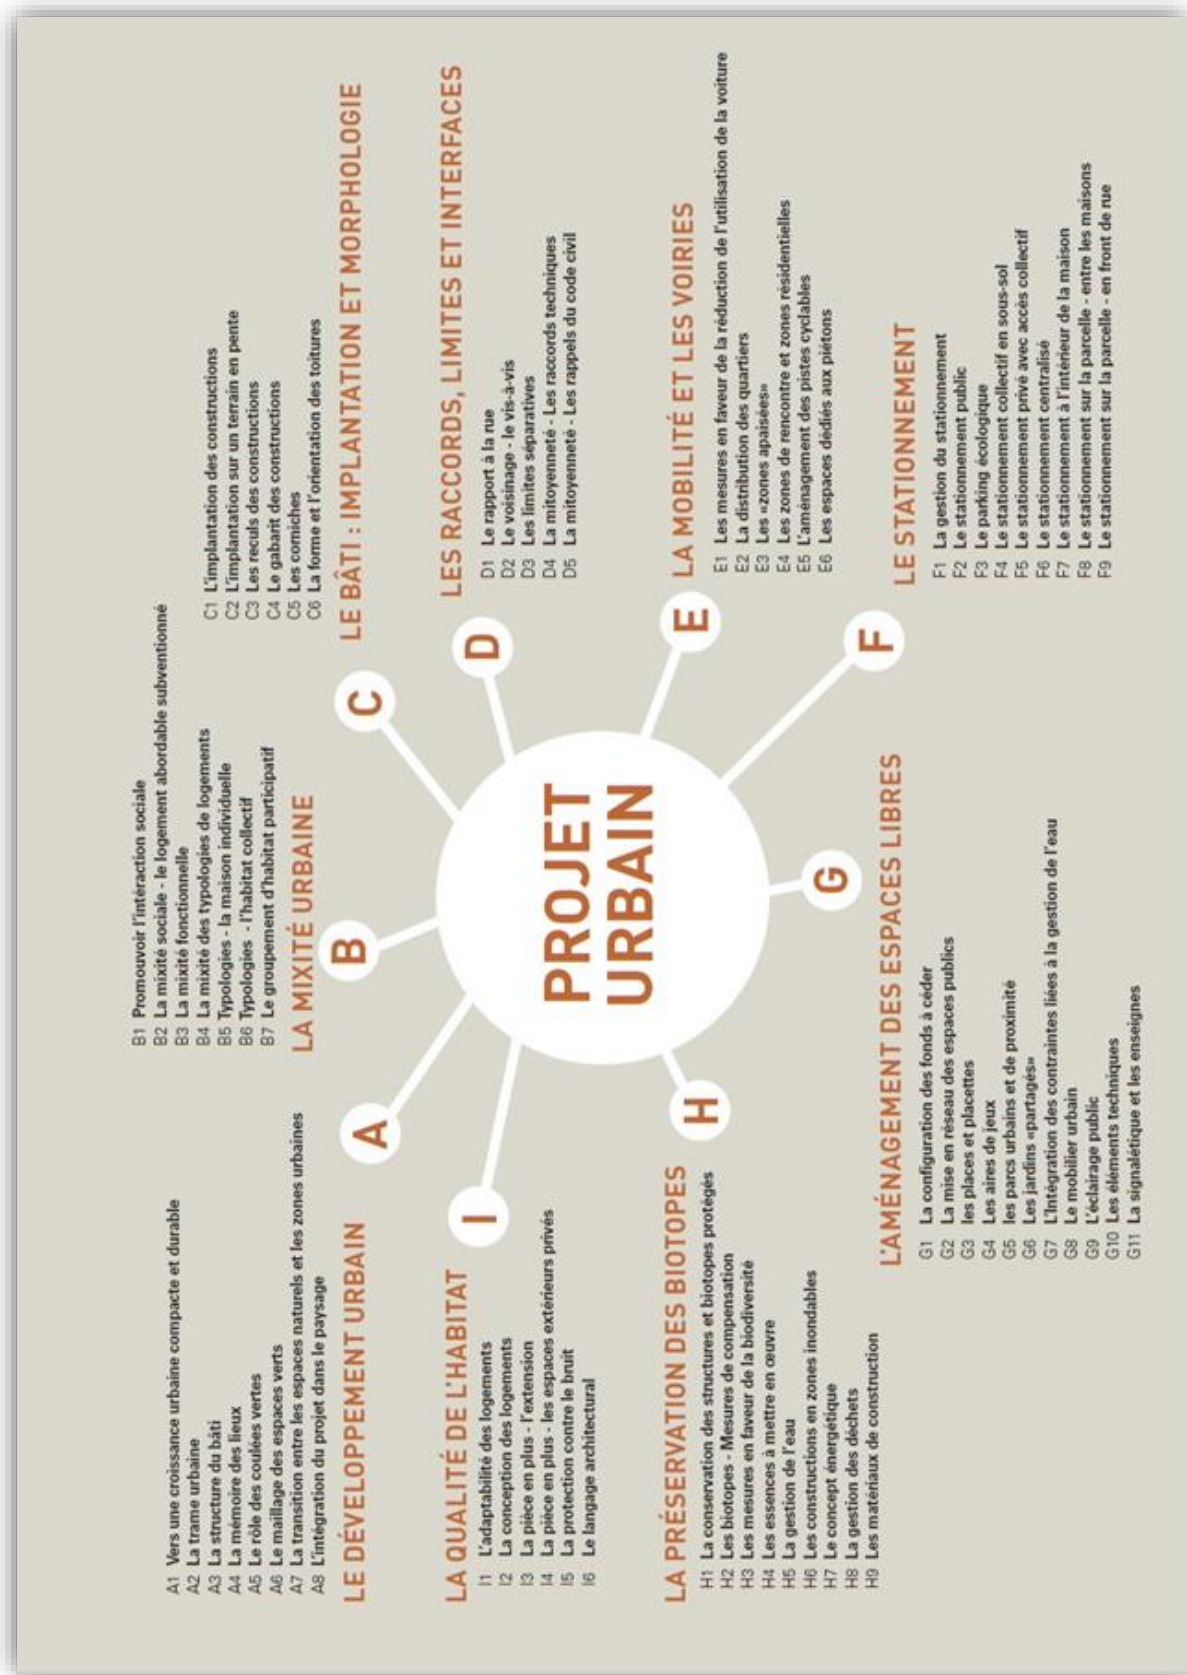 A1 Vers une croissance urbaine compacte et durable
A2 La trame urbaine
A3 La structure du bâti
A4 La mémoire des lieux
A5 Le rôle des coulées vertes
A6 Le maillage des espaces verts
A7 La transition entre les espaces naturels et les zones urbaines
A8 L'intégration du projet dans le paysage
LE DÉVELOPPEMENT URBAIN
A
B1 Promouvoir l'intéraction sociale
B2 La mixité sociale - le logement abordable subventionné
B3 La mixité fonctionnelle
B4 La mixité des typologies de logements
B5 Typologies - la maison individuelle
B6 Typologies - l'habitat collectif
B7 Le groupement d'habitat participatif
LA MIXITÉ URBAINE
B
C1 L'implantation des constructions
C2 L'implantation sur un terrain en pente
C3 Les reculs des constructions
C4 Le gabarit des constructions
C5 Les corniches
C6 La forme et l'orientation des toitures
LE BÂTI : IMPLANTATION ET MORPHOLOGIE
C
LES RACCORDS, LIMITES ET INTERFACES
D
D1 Le rapport à la rue
D2 Le voisinage - le vis-à-vis
D3 Les limites séparatives
D4 La mitoyenneté - Les raccords techniques
D5 La mitoyenneté - Les rappels du code civil
LA MOBILITÉ ET LES VOIRIES
E
E1 Les mesures en faveur de la réduction de l'utilisation de la voiture
E2 La distribution des quartiers
E3 Les «zones apaisées»
E4 Les zones de rencontre et zones résidentielles
E5 L'aménagement des pistes cyclables
E6 Les espaces dédiés aux piétons
LE STATIONNEMENT
F
F1 La gestion du stationnement
F2 Le stationnement public
F3 Le parking écologique
F4 Le stationnement collectif en sous-sol
F5 Le stationnement privé avec accès collectif
F6 Le stationnement centralisé
F7 Le stationnement à l'intérieur de la maison
F8 Le stationnement sur la parcelle - entre les maisons
F9 Le stationnement sur la parcelle - en front de rue
PROJET
URBAIN
G
L'AMÉNAGEMENT DES ESPACES LIBRES
G1 La configuration des fonds à céder
G2 La mise en réseau des espaces publics
G3 les places et placettes
G4 Les aires de jeux
G5 les parcs urbains et de proximité
G6 Les jardins «partagés»
G7 L'Intégration des contraintes liées à la gestion de l'eau
G8 Le mobilier urbain
G9 L'éclairage public
G10 Les éléments techniques
G11 La signalétique et les enseignes
H
LA PRÉSERVATION DES BIOTOPES
H1 La conservation des structures et biotopes protégés
H2 Les biotopes - Mesures de compensation
H3 Les mesures en faveur de la biodiversité
H4 Les essences à mettre en œuvre
H5 La gestion de l'eau
H6 Les constructions en zones inondables
H7 Le concept énergétique
H8 La gestion des déchets
H9 Les matériaux de construction
I
LA QUALITÉ DE L'HABITAT
I1 L'adaptabilité des logements
I2 La conception des logements
I3 La pièce en plus - l'extension
I4 La pièce en plus - les espaces extérieurs privés
I5 La protection contre le bruit
I6 Le langage architectural